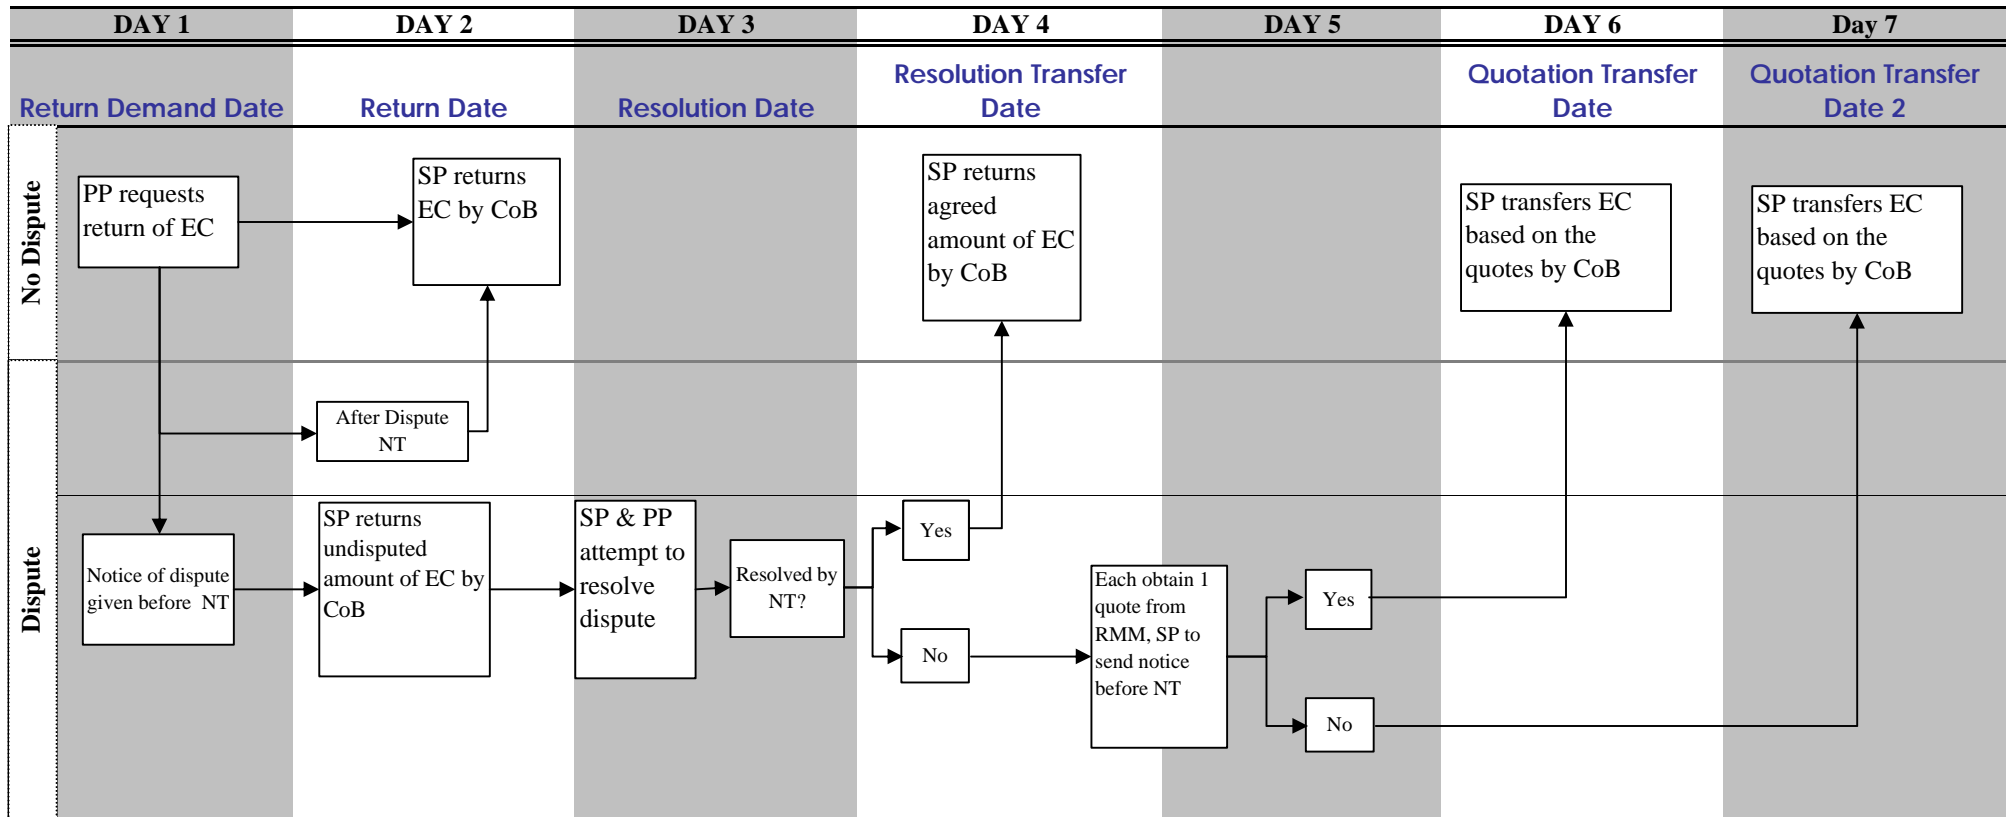 DAY 1
DAY 2
DAY 3
DAY 4
DAY 5
DAY 6
Day 7
Return Demand Date
Return Date
Resolution Date
Resolution Transfer
Date
Quotation Transfer
Date
Quotation Transfer
Date 2
No Dispute
PP requests
return of EC
SP returns
EC by CoB
SP returns
agreed
amount of EC
by CoB
SP transfers EC
based on the
quotes by CoB
SP transfers EC
based on the
quotes by CoB
Dispute
After Dispute
NT
Notice of dispute
given before NT
SP returns
undisputed
amount of EC by
CoB
SP & PP
attempt to
resolve
dispute
Resolved by
NT?
Yes
No
Each obtain 1
quote from
RMM, SP to
send notice
before NT
Yes
No